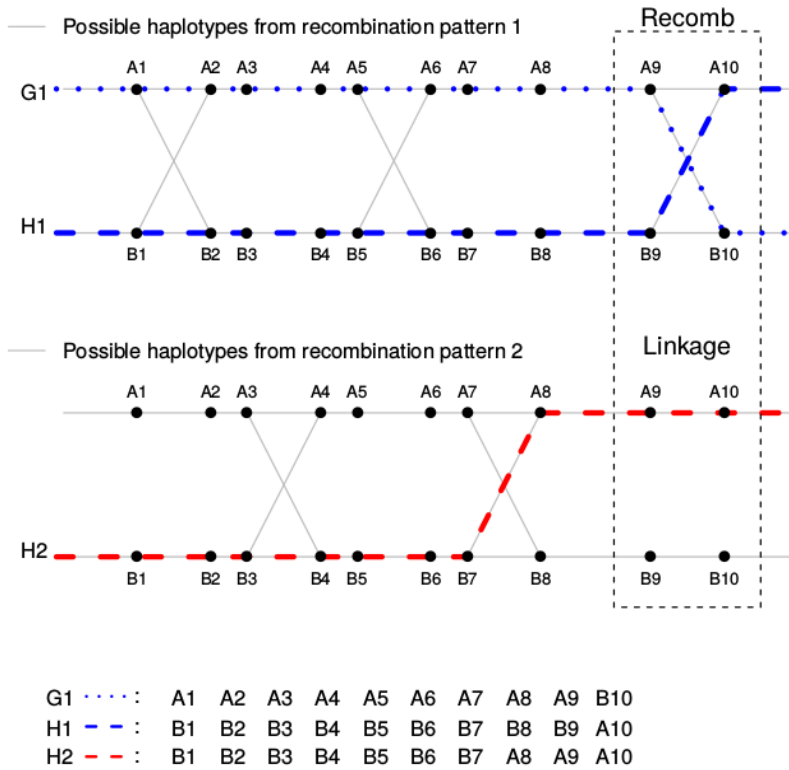 Possible haplotypes from recombination pattern 1
Recomb
A1 A2 A3 A4 A5 A6 A7 A8 A9 A10
G1
H1
B1 B2 B3 B4 B5 B6 B7 B8 B9 B10
Possible haplotypes from recombination pattern 2
Linkage
A1 A2 A3 A4 A5 A6 A7 A8 A9 A10
H2
B1 B2 B3 B4 B5 B6 B7 B8 B9 B10
G1 : A1 A2 A3 A4 A5 A6 A7 A8 A9 B10
H1 : B1 B2 B3 B4 B5 B6 B7 B8 B9 A10
H2 : B1 B2 B3 B4 B5 B6 B7 A8 A9 A10